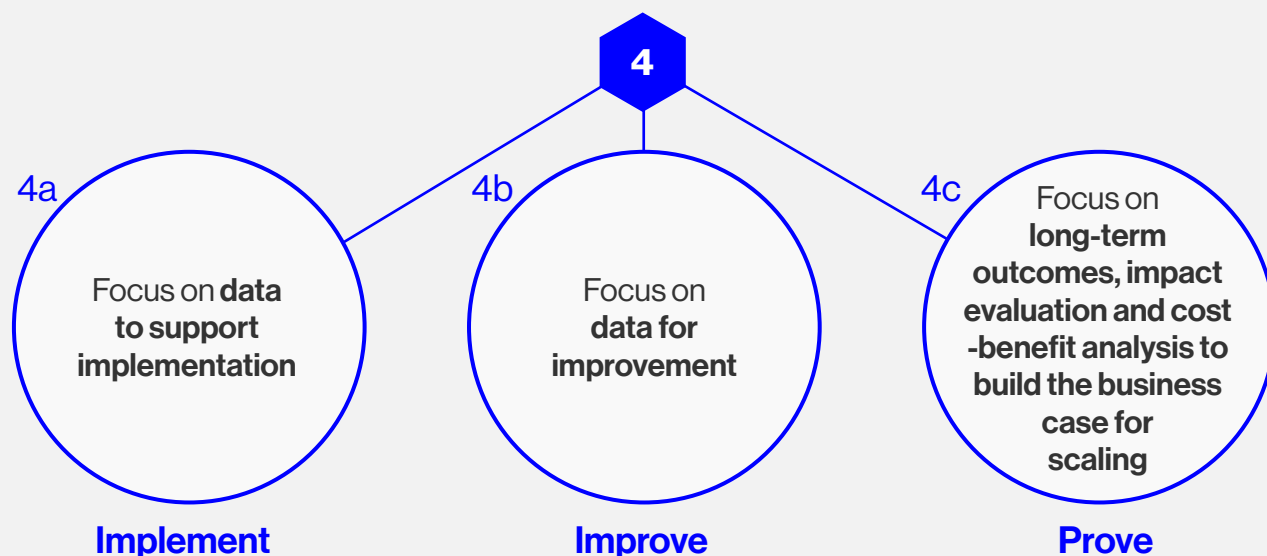 4
4a
Focus on data
to support
implementation
Implement
4b
Focus on
data for
improvement
Improve
4c
Focus on
long-term
outcomes, impact
evaluation and cost
-benefit analysis to
build the business
case for
scaling
Prove